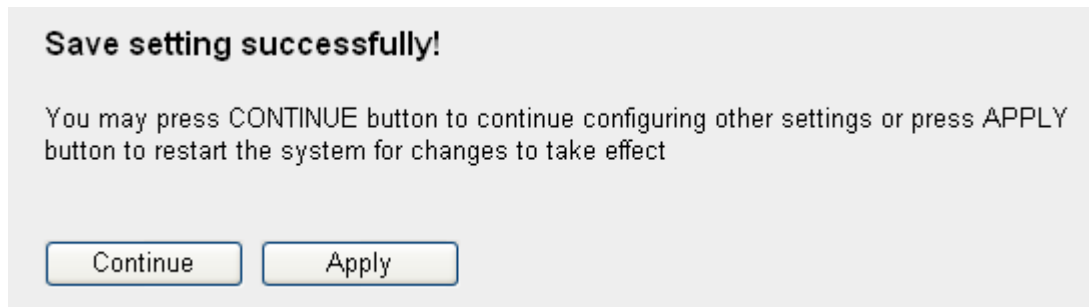 Save setting successfully!
You may press CONTINUE button to continue configuring other settings or press APPLY
button to restart the system for changes to take effect
Continue
Apply